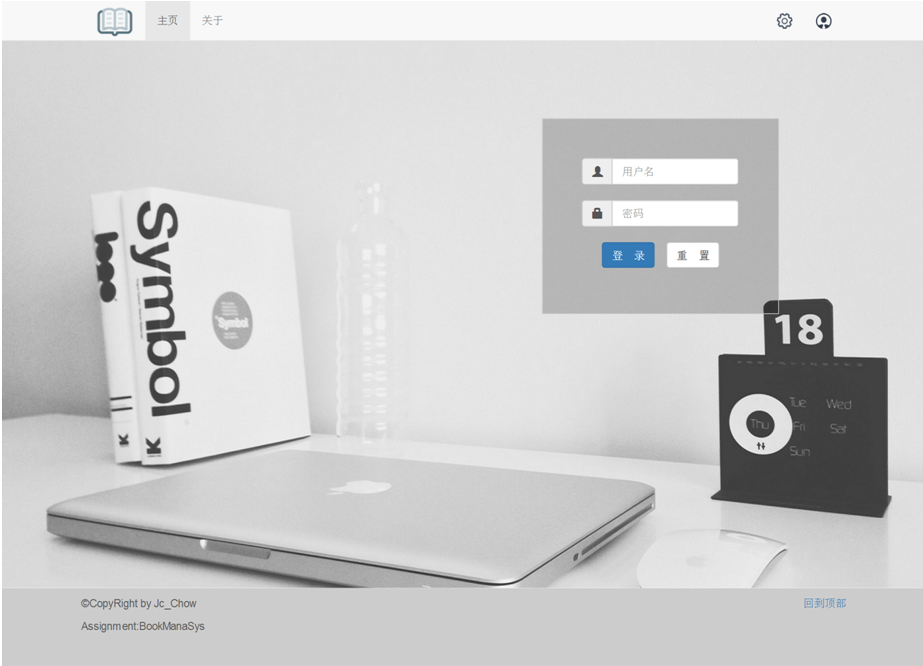 主页
关于
用户名
密码
登 录
重 置
18
Symbol
logo
Symbol
Tue Wed
Thu Fri Sat
Sun
©CopyRight by Jc_Chow
回到顶部
Assignment:BookManaSys